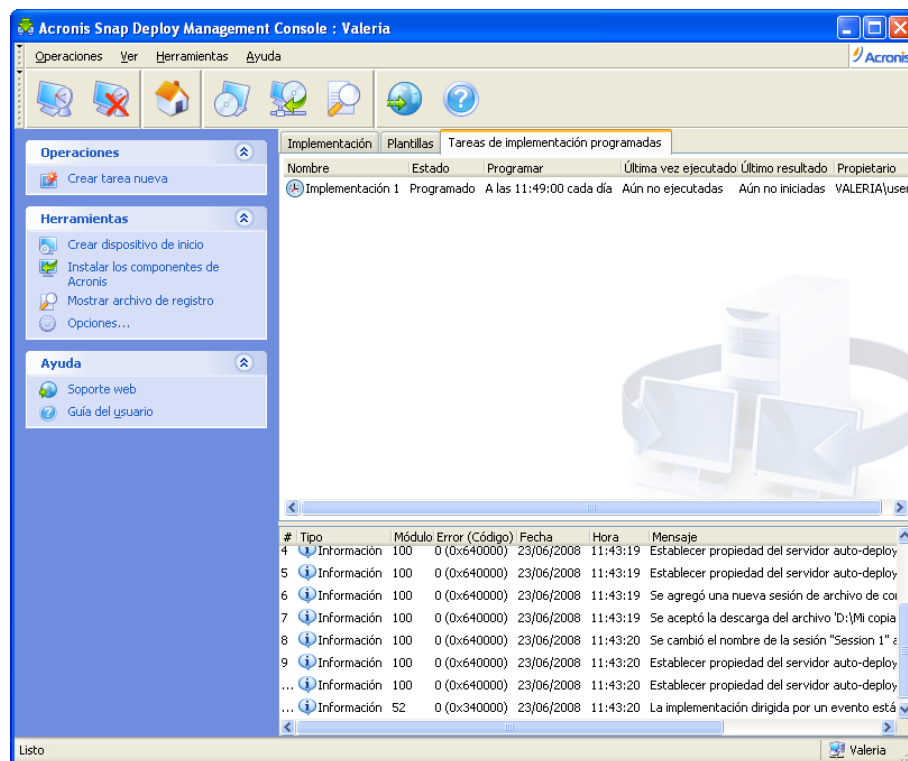 Acronis Snap Deploy Management Console : Valeria
Operaciones Ver Herramientas Ayuda
Acronis
Operaciones
Crear tarea nueva
Herramientas
Crear dispositivo de inicio
Instalar los componentes de
Acronis
Mostrar archivo de registro
Opciones...
Ayuda
Soporte web
Guía del usuario
Implementación Plantillas Tareas de implementación programadas
Nombre Estado Programar Última vez ejecutado Último resultado Propietario
Implementación 1 Programado A las 11:49:00 cada día Aún no ejecutadas Aún no iniciadas VALERIA\user
# Tipo Módulo Error (Código) Fecha Hora Mensaje
4 Información 100 0 (0x640000) 23/06/2008 11:43:19 Establecer propiedad del servidor auto-deploy
5 Información 100 0 (0x640000) 23/06/2008 11:43:19 Establecer propiedad del servidor auto-deploy
6 Información 100 0 (0x640000) 23/06/2008 11:43:19 Se agregó una nueva sesión de archivo de
7 Información 100 0 (0x640000) 23/06/2008 11:43:19 Se aceptó la descarga del archivo 'D:\Mi copia
8 Información 100 0 (0x640000) 23/06/2008 11:43:20 Se cambió el nombre de la sesión "Session 1" a
9 Información 100 0 (0x640000) 23/06/2008 11:43:20 Establecer propiedad del servidor auto-deploy
... Información 100 0 (0x640000) 23/06/2008 11:43:20 Establecer propiedad del servidor auto-deploy
... Información 52 0 (0x340000) 23/06/2008 11:43:20 La implementación dirigida por un evento está
Listo
Valeria